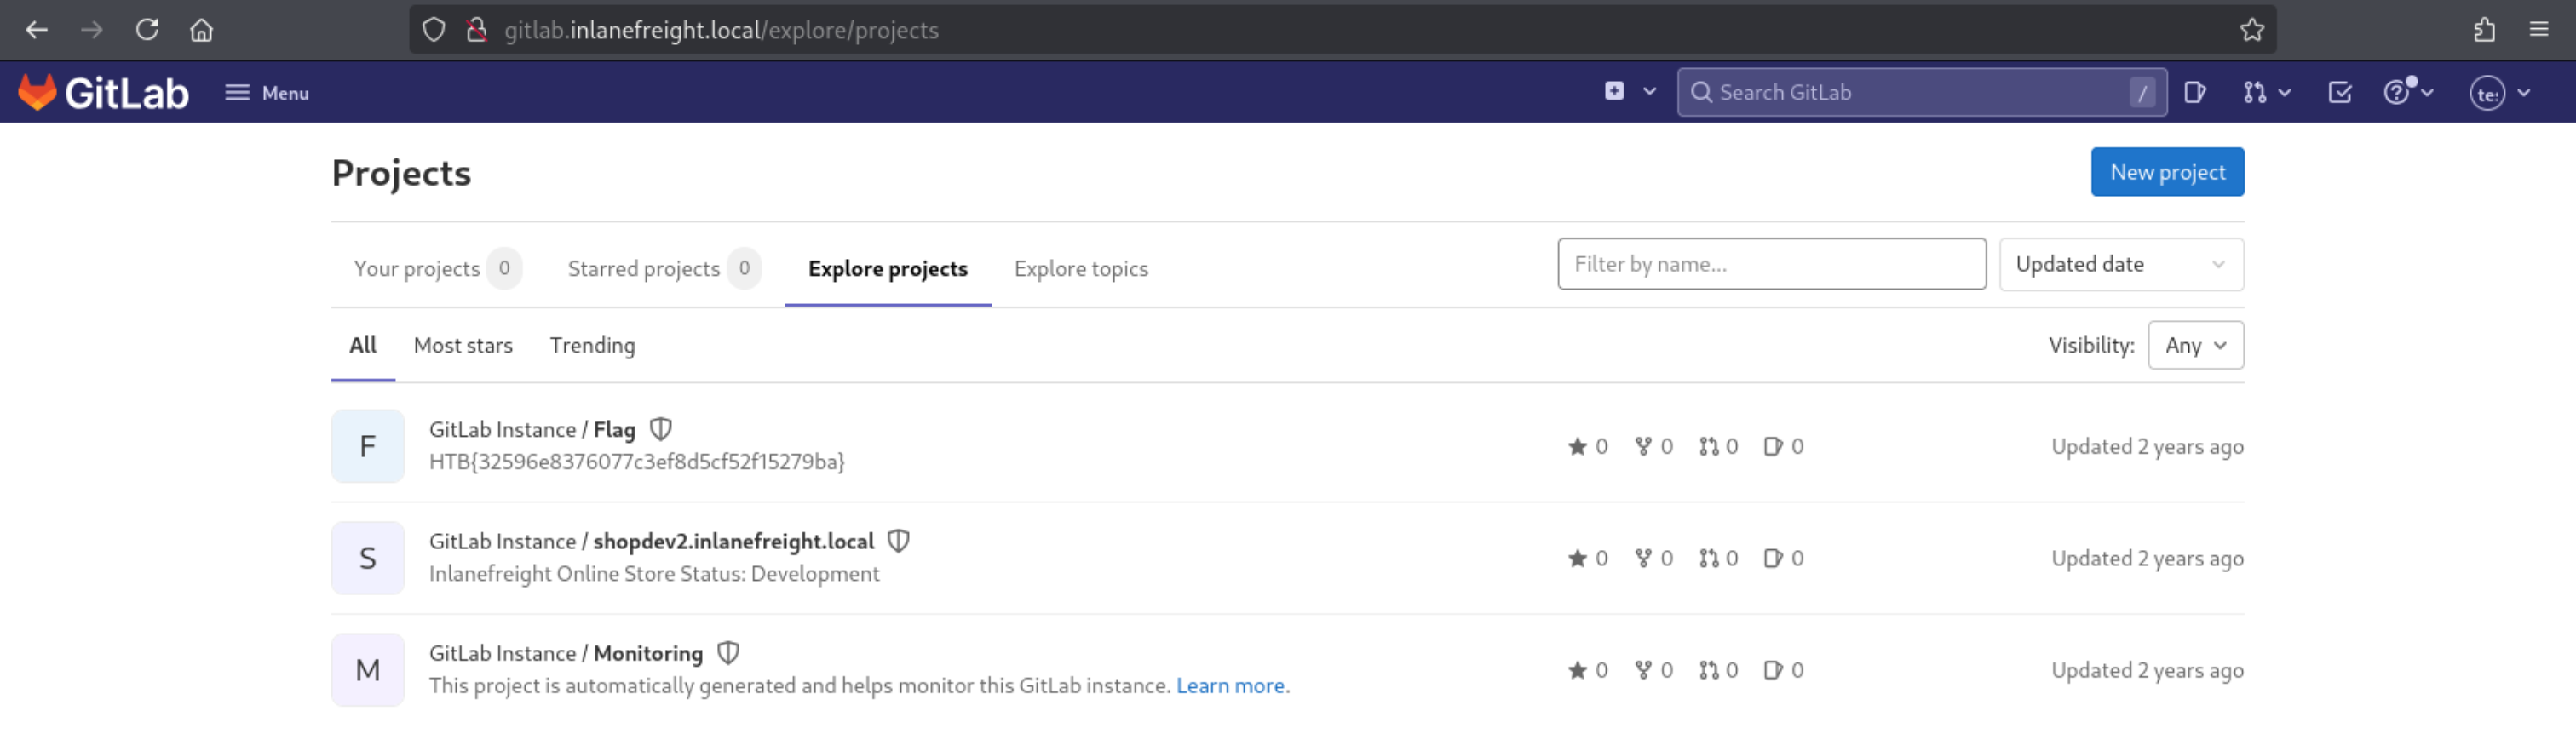 gitlab.inlanefreight.local/explore/projects
GitLab Menu Search GitLab / te:
Projects New project
Your projects 0 Starred projects 0 Explore projects Explore topics Filter by name... Updated date
All Most stars Trending Visibility: Any
F GitLab Instance / Flag
HTB{32596e8376077c3ef8d5cf52f15279ba}
0 0 0 0 Updated 2 years ago
S GitLab Instance / shopdev2.inlanefreight.local
Inlanefreight Online Store Status: Development
0 0 0 0 Updated 2 years ago
M GitLab Instance / Monitoring
This project is automatically generated and helps monitor this GitLab instance. Learn more.
0 0 0 0 Updated 2 years ago